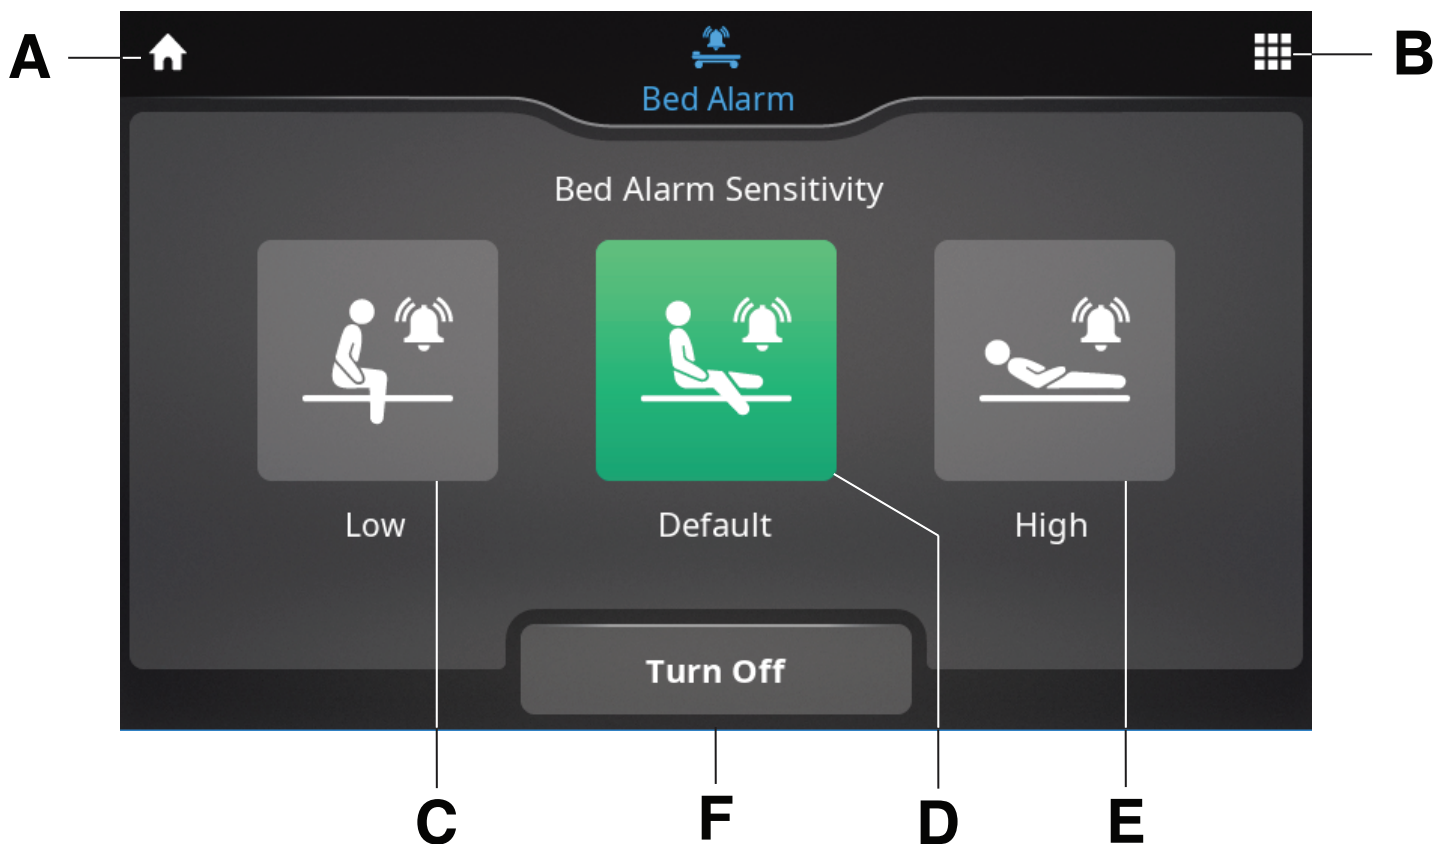 A
B
Bed Alarm
Bed Alarm Sensitivity
Low Default High
Turn Off
C F D E